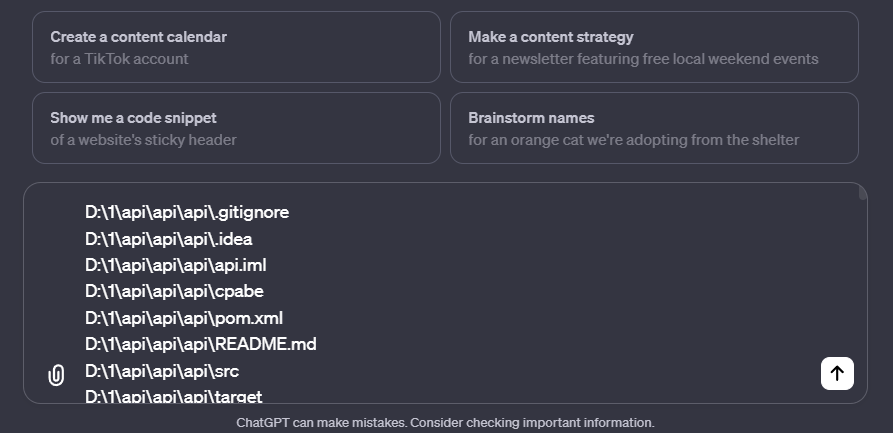 Create a content calendar
for a TikTok account
Make a content strategy
for a newsletter featuring free local weekend events
Show me a code snippet
of a website's sticky header
Brainstorm names
for an orange cat we're adopting from the shelter
D:\1\api\api\api\.gitignore
D:\1\api\api\api\.idea
D:\1\api\api\api\api.iml
D:\1\api\api\api\cpabe
D:\1\api\api\api\pom.xml
D:\1\api\api\api\README.md
D:\1\api\api\api\src
D:\1\api\api\api\target
ChatGPT can make mistakes. Consider checking important information.